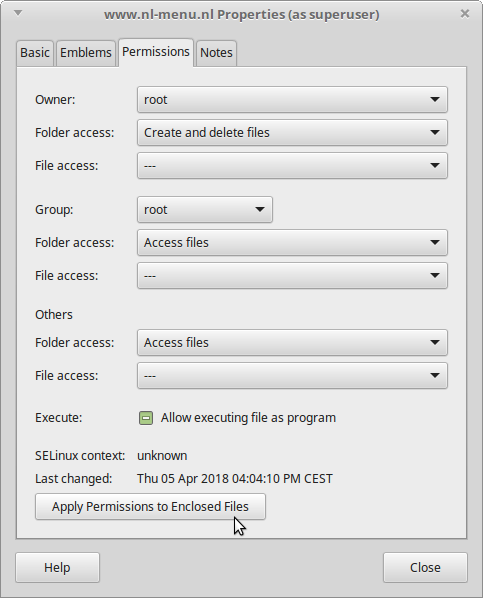 www.nl-menu.nl Properties (as superuser)
Basic Emblems Permissions Notes
Owner: root
Folder access: Create and delete files
File access: ---
Group: root
Folder access: Access files
File access: ---
Others
Folder access: Access files
File access: ---
Execute: Allow executing file as program
SELinux context: unknown
Last changed: Thu 05 Apr 2018 04:04:10 PM CEST
Apply Permissions to Enclosed Files
Help Close